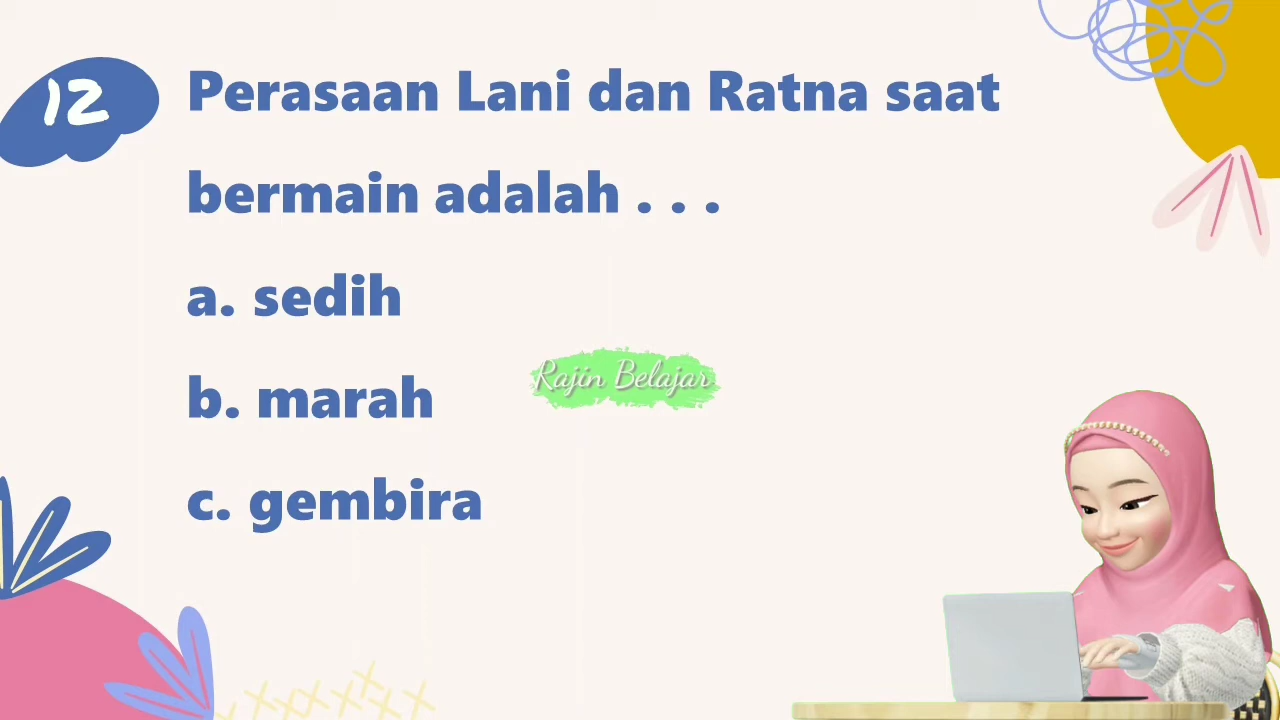 12
Perasaan Lani dan Ratna saat
bermain adalah . . .
a. sedih
b. marah
c. gembira
Rajin Belajar